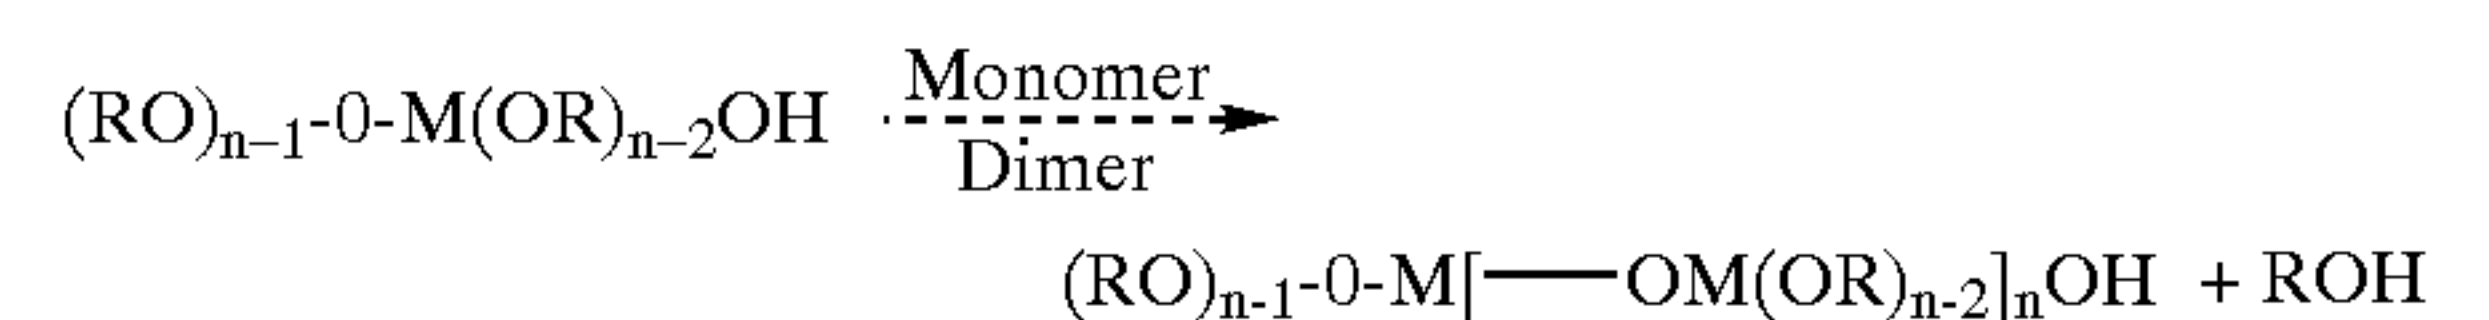 (RO)n–1-0-M(OR)n–2OH Monomer
Dimer
(RO)n-1-0-M[—OM(OR)n-2]nOH + ROH